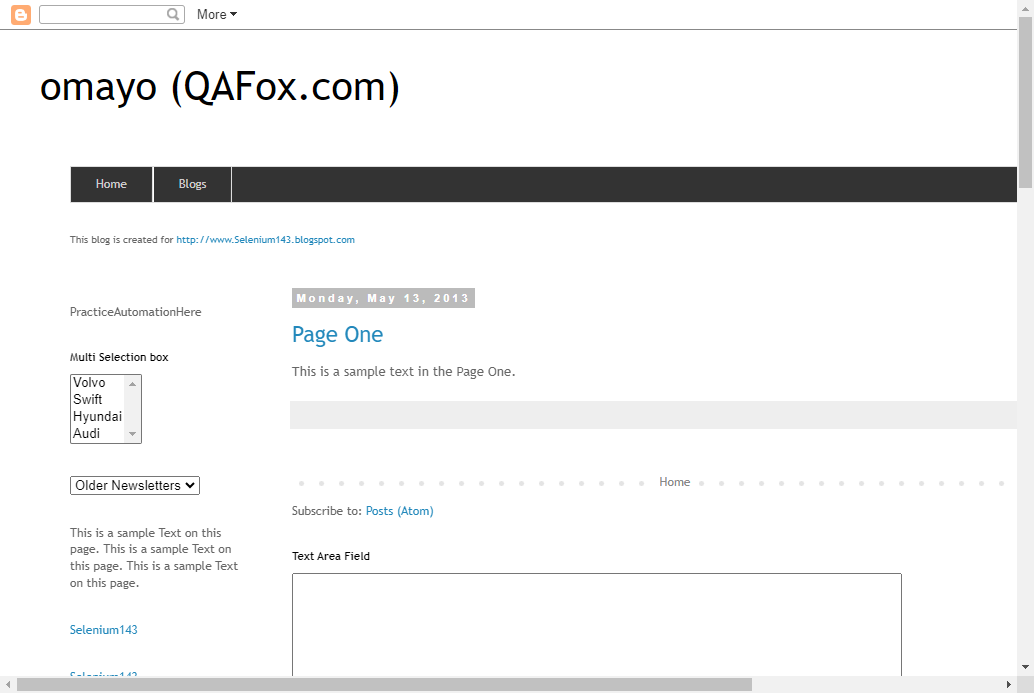 More
omayo (QAFox.com)
Home
Blogs
This blog is created for http://www.Selenium143.blogspot.com
PracticeAutomationHere
Multi Selection box
Volvo
Swift
Hyundai
Audi
Older Newsletters
This is a sample Text on this
page. This is a sample Text on
this page. This is a sample Text
on this page.
Selenium143
Selenium143
Monday, May 13, 2013
Page One
This is a sample text in the Page One.
Home
Subscribe to: Posts (Atom)
Text Area Field